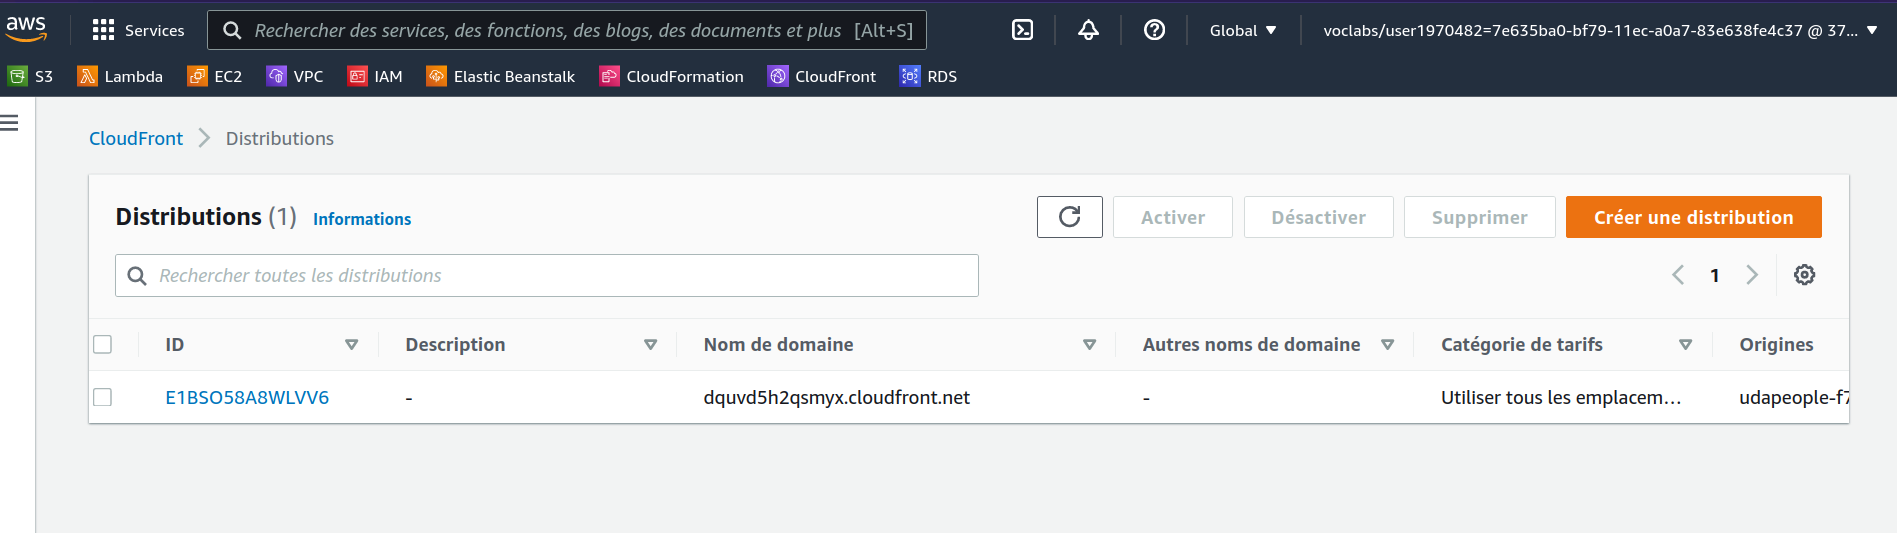 aws Services Rechercher des services, des fonctions, des blogs, des documents et plus [Alt+S] Global voclabs/user1970482=7e635ba0-bf79-11ec-a0a7-83e638fe4c37 @ 37...
S3 Lambda EC2 VPC IAM Elastic Beanstalk CloudFormation CloudFront RDS
CloudFront Distributions
Distributions (1) Informations Activer Désactiver Supprimer Créer une distribution
Rechercher toutes les distributions 1
ID Description Nom de domaine Autres noms de domaine Catégorie de tarifs Origines
E1BSO58A8WLVV6 - dquvd5h2qsmyx.cloudfront.net - Utiliser tous les emplacem... udapeople-f7